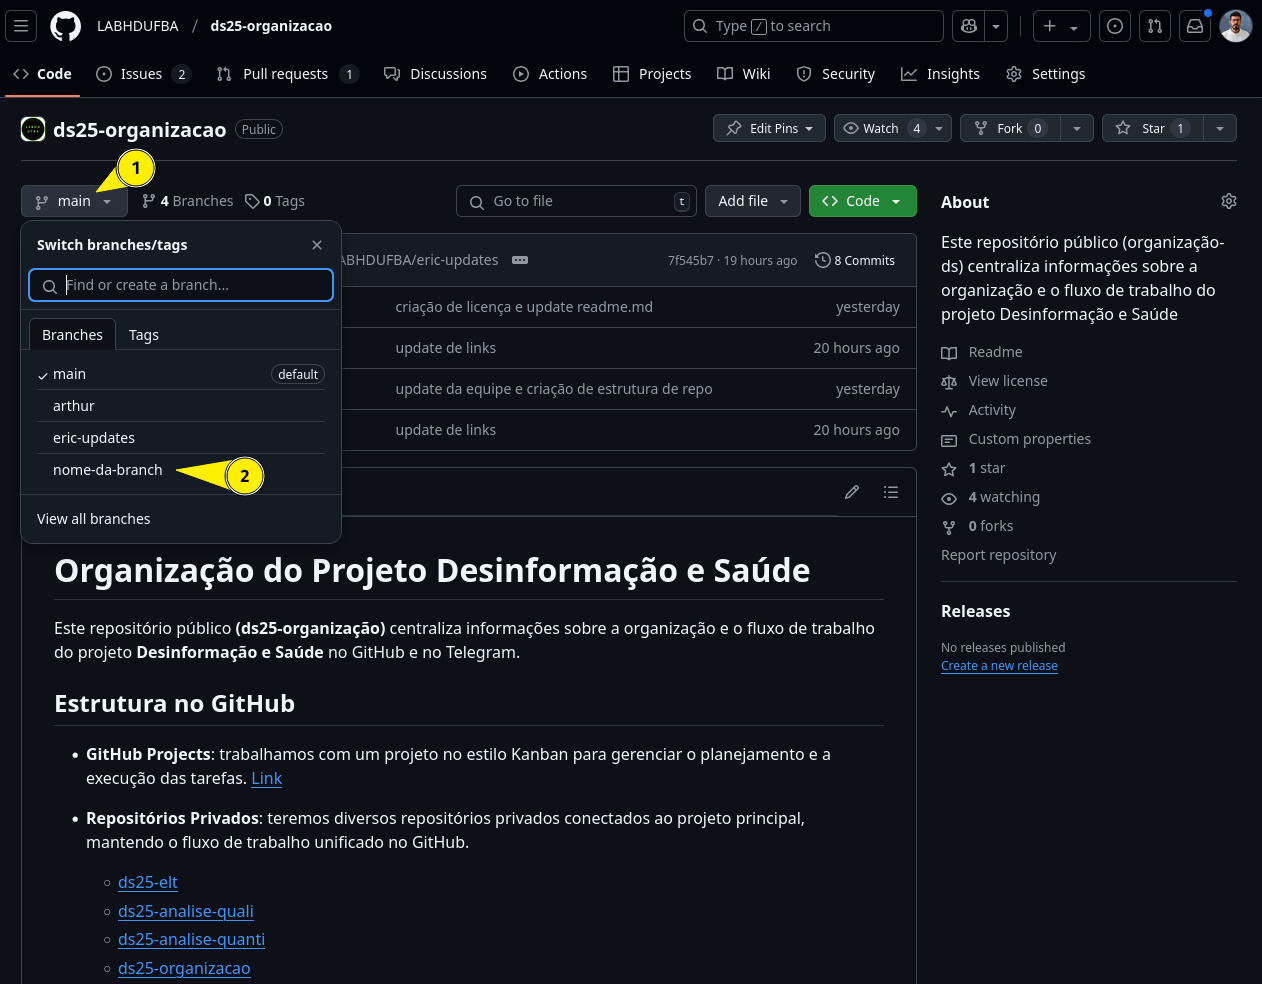 LABHDUFBA / ds25-organizacao
Type / to search
Code
Issues 2
Pull requests 1
Discussions
Actions
Projects
Wiki
Security
Insights
Settings
ds25-organizacao Public
Edit Pins
Watch 4
Fork 0
Star 1
1
main
4 Branches
0 Tags
Go to file t
Add file
Code
Switch branches/tags
Find or create a branch...
Branches
Tags
main default
arthur
eric-updates
nome-da-branch
2
View all branches
ABHDUFBA/eric-updates
7f545b7 · 19 hours ago
8 Commits
criação de licença e update readme.md yesterday
update de links 20 hours ago
update da equipe e criação de estrutura de repo yesterday
update de links 20 hours ago
Organização do Projeto Desinformação e Saúde
Este repositório público (ds25-organização) centraliza informações sobre a organização e o fluxo de trabalho
do projeto Desinformação e Saúde no GitHub e no Telegram.
Estrutura no GitHub
• GitHub Projects: trabalhamos com um projeto no estilo Kanban para gerenciar o planejamento e a
execução das tarefas. Link
• Repositórios Privados: teremos diversos repositórios privados conectados ao projeto principal,
mantendo o fluxo de trabalho unificado no GitHub.
ds25-elt
ds25-analise-quali
ds25-analise-quanti
ds25-organizacao
About
Este repositório público (organização-
ds) centraliza informações sobre a
organização e o fluxo de trabalho do
projeto Desinformação e Saúde
Readme
View license
Activity
Custom properties
1 star
4 watching
0 forks
Report repository
Releases
No releases published
Create a new release